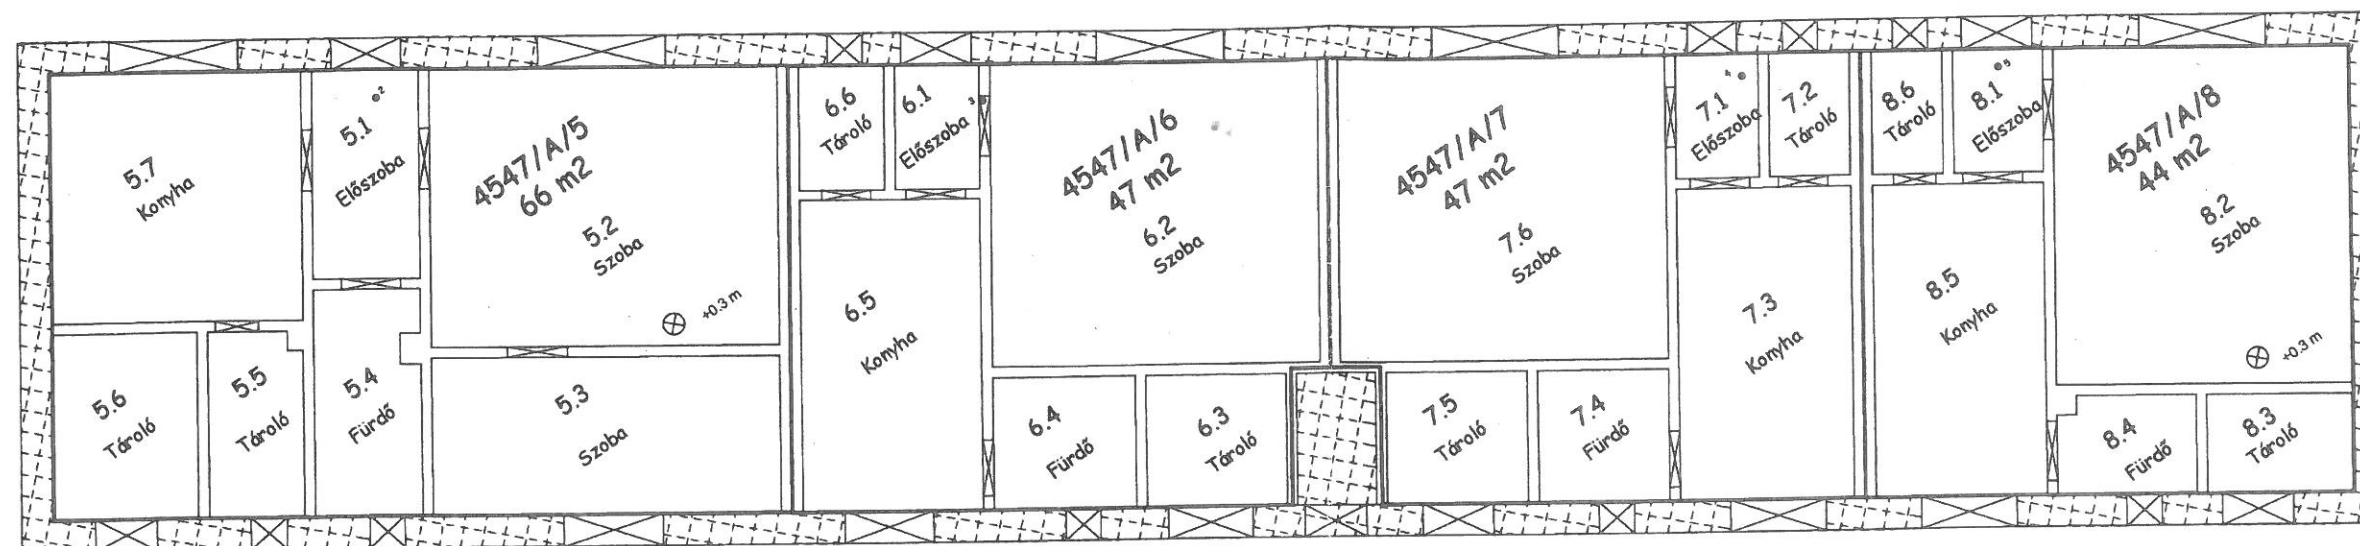 5.7
Konyha
5.1
2
Előszoba
4547/A/5
66 m2
5.2
Szoba
+0.3 m
5.6
Tároló
5.5
Tároló
5.4
Fürdő
5.3
Szoba
6.6
Tároló
6.1
3
Előszoba
4547/A/6
47 m2
6.2
Szoba
6.5
Konyha
6.4
Fürdő
6.3
Tároló
4547/A/7
47 m2
7.6
Szoba
7.1
4
Előszoba
7.2
Tároló
7.3
Konyha
7.5
Tároló
7.4
Fürdő
8.6
Tároló
8.1
5
Előszoba
4547/A/8
44 m2
8.2
Szoba
+0.3 m
8.5
Konyha
8.4
Fürdő
8.3
Tároló